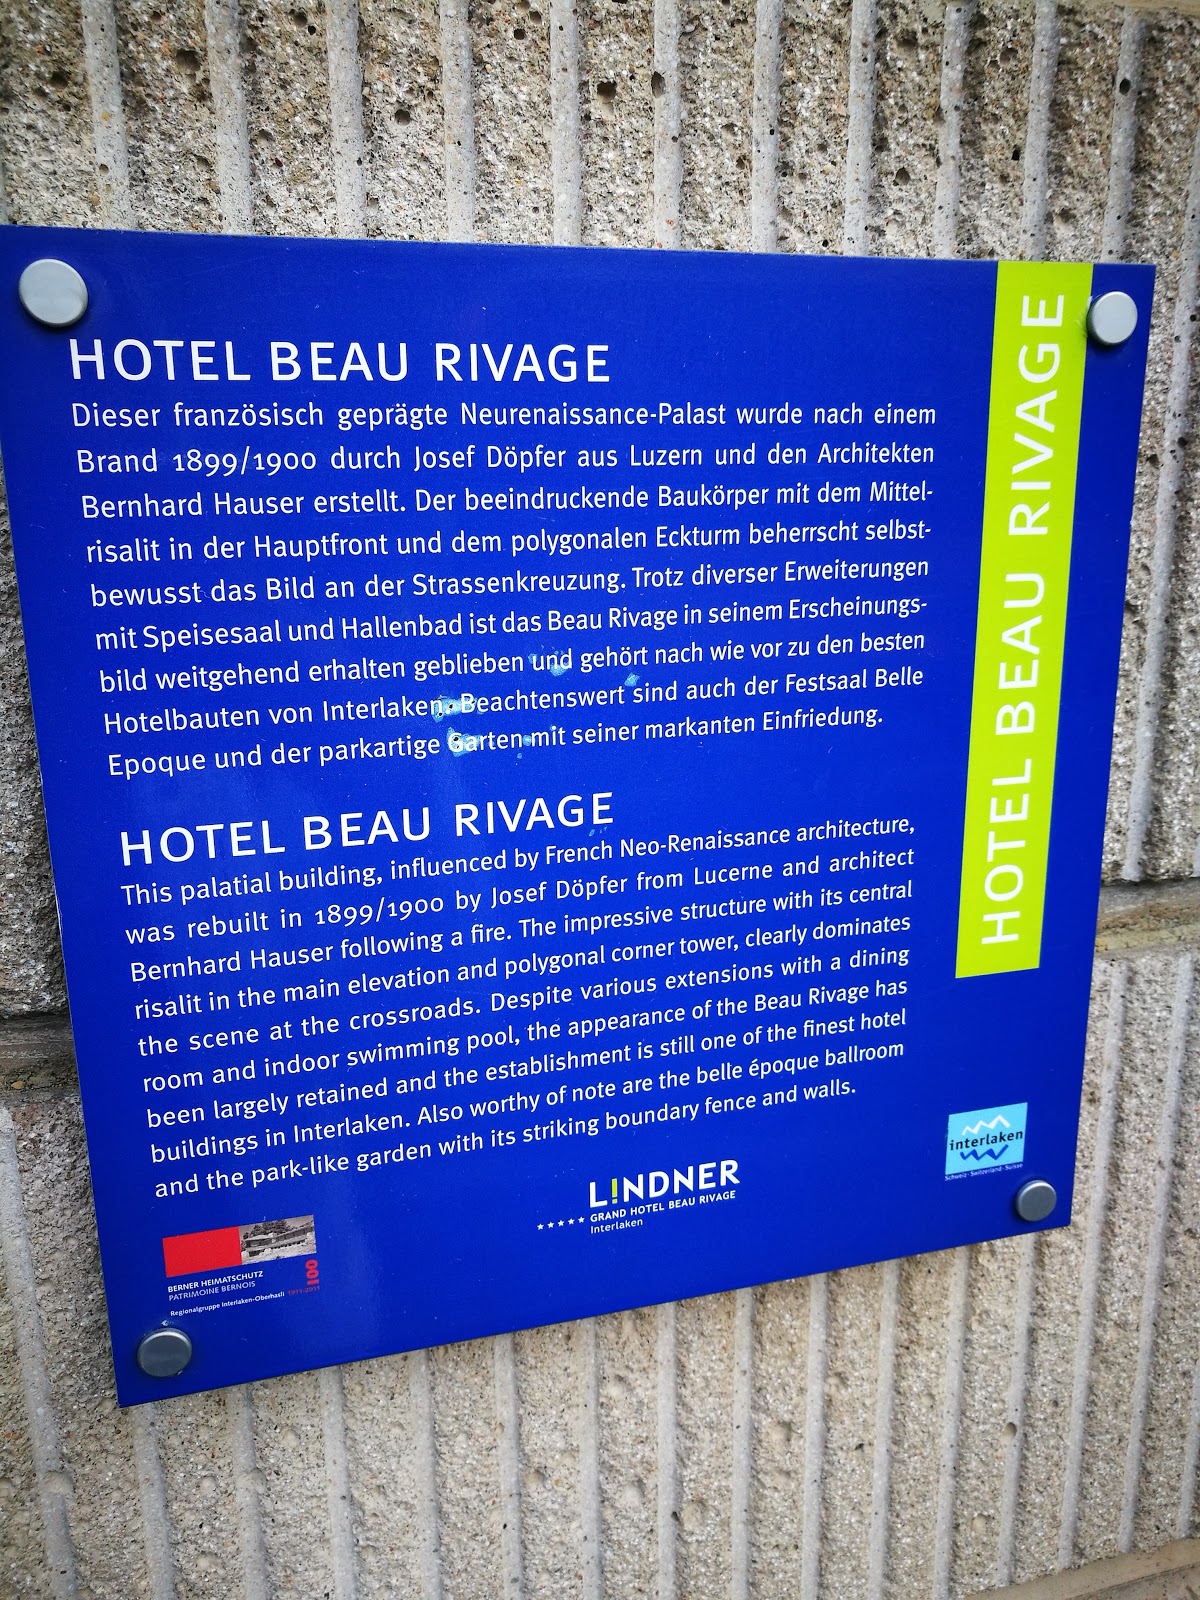 HOTEL BEAU RIVAGE
Dieser französisch geprägte Neurenaissance-Palast wurde nach einem
Brand 1899/1900 durch Josef Döpfer aus Luzern und den Architekten
Bernhard Hauser erstellt. Der beeindruckende Baukörper mit dem Mittel-
risalit in der Hauptfront und dem polygonalen Eckturm beherrscht selbst-
bewusst das Bild an der Strassenkreuzung. Trotz diverser Erweiterungen
mit Speisesaal und Hallenbad ist das Beau Rivage in seinem Erscheinungs-
bild weitgehend erhalten geblieben und gehört nach wie vor zu den besten
Hotelbauten von Interlaken. Beachtenswert sind auch der Festsaal Belle
Epoque und der parkartige Garten mit seiner markanten Einfriedung.
HOTEL BEAU RIVAGE
This palatial building, influenced by French Neo-Renaissance architecture,
was rebuilt in 1899/1900 by Josef Döpfer from Lucerne and architect
Bernhard Hauser following a fire. The impressive structure with its central
risalit in the main elevation and polygonal corner tower, clearly dominates
the scene at the crossroads. Despite various extensions with a dining
room and indoor swimming pool, the appearance of the Beau Rivage has
been largely retained and the establishment is still one of the finest hotel
buildings in Interlaken. Also worthy of note are the belle époque ballroom
and the park-like garden with its striking boundary fence and walls.
HOTEL BEAU RIVAGE
BERNER HEIMATSCHUTZ
PATRIMOINE BERNOIS
Regionalgruppe Interlaken-Oberhasli
100
1911-2011
L!NDNER
★★★★★ GRAND HOTEL BEAU RIVAGE
Interlaken
interlaken
Schweiz · Switzerland · Suisse